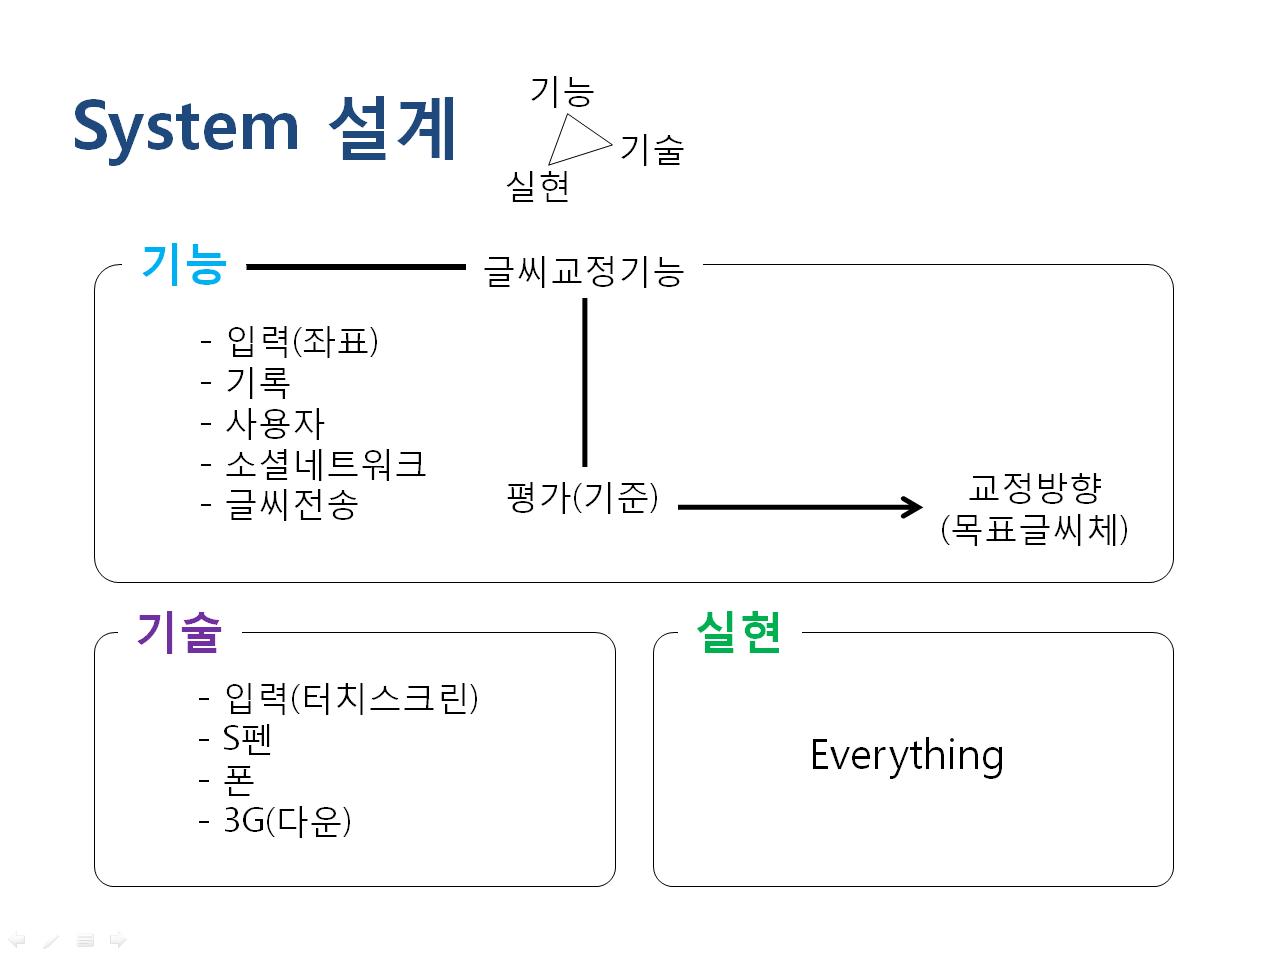 System 설계
기능
기술
실현
기능
글씨교정기능
- 입력(좌표)
- 기록
- 사용자
- 소셜네트워크
- 글씨전송
평가(기준)
교정방향
(목표글씨체)
기술
- 입력(터치스크린)
- S펜
- 폰
- 3G(다운)
실현
Everything